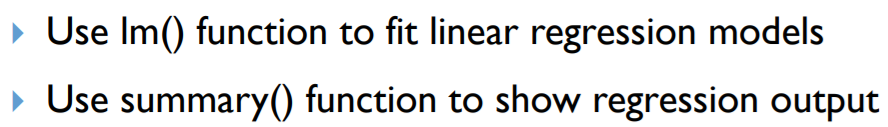 Use lm() function to fit linear regression models
Use summary() function to show regression output